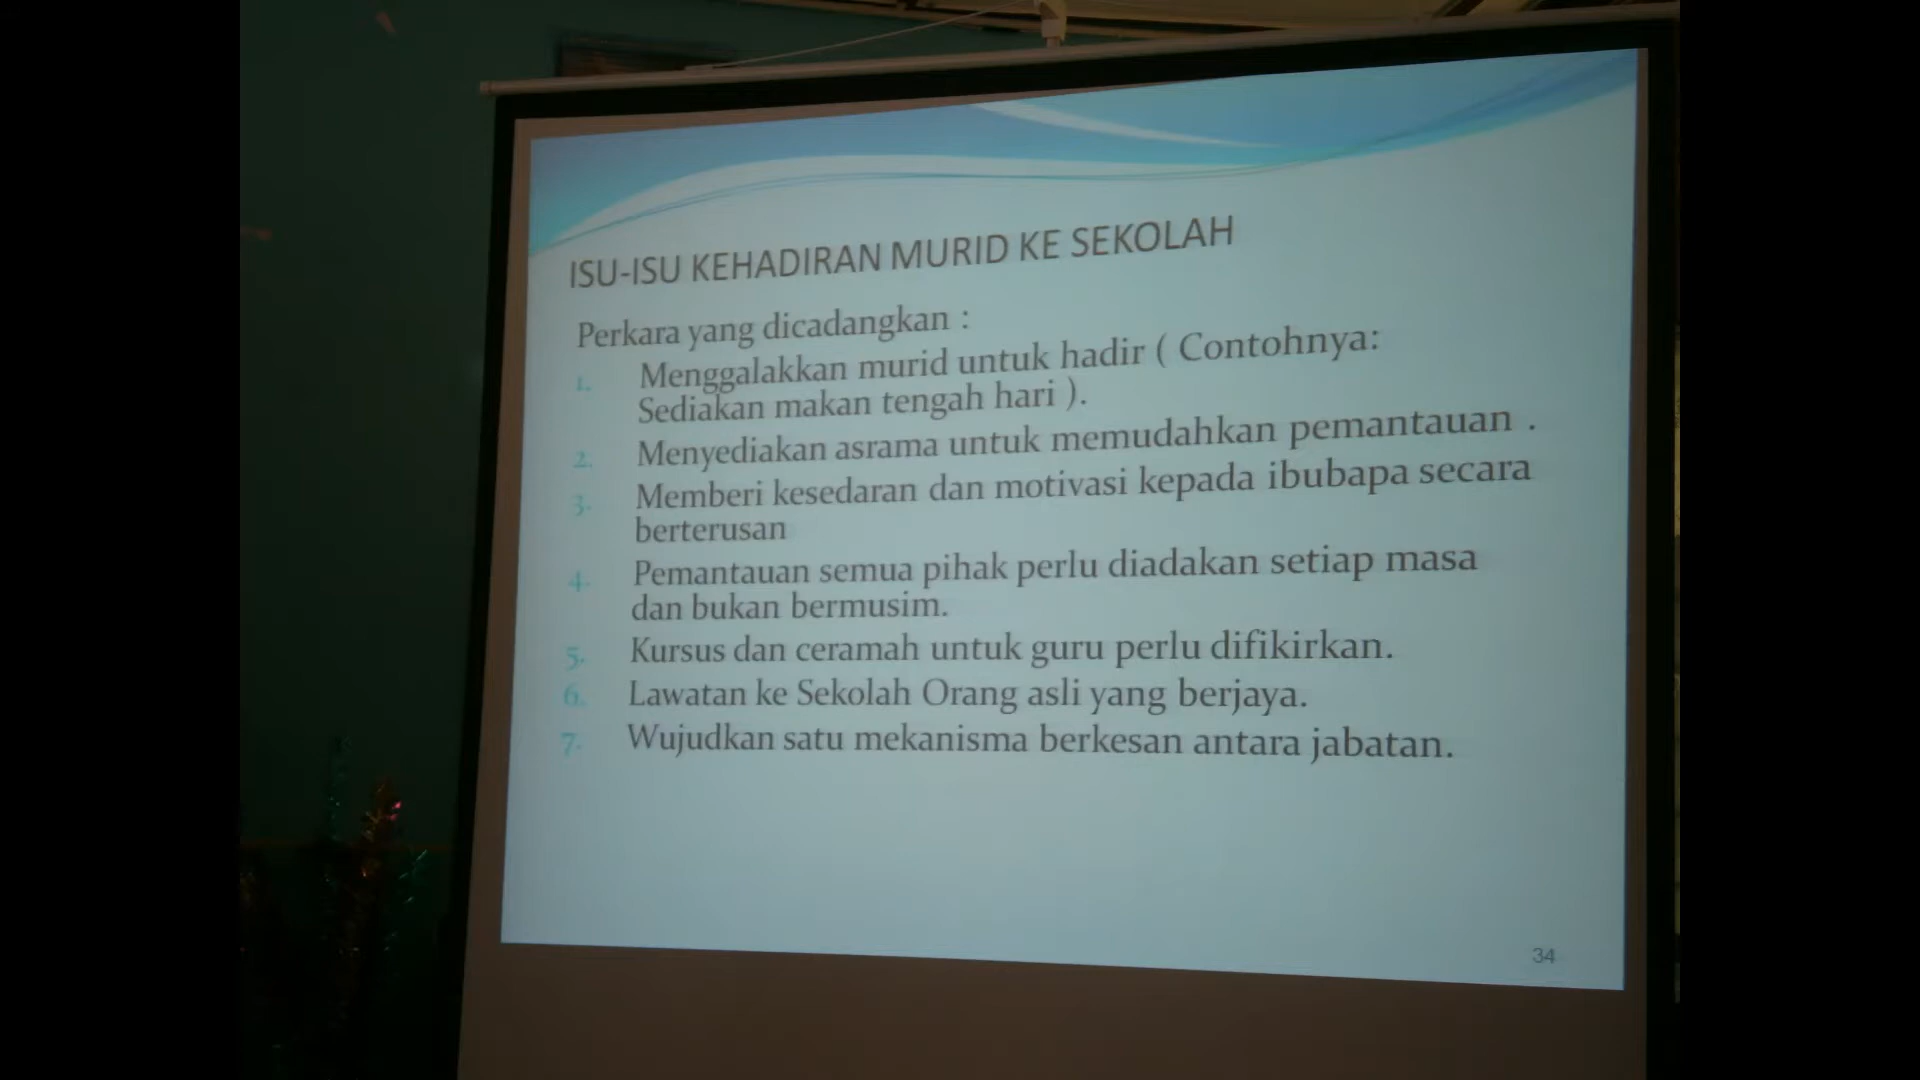 ISU-ISU KEHADIRAN MURID KE SEKOLAH
Perkara yang dicadangkan :
1. Menggalakkan murid untuk hadir ( Contohnya:
Sediakan makan tengah hari ).
2. Menyediakan asrama untuk memudahkan pemantauan .
3. Memberi kesedaran dan motivasi kepada ibubapa secara
berterusan
4. Pemantauan semua pihak perlu diadakan setiap masa
dan bukan bermusim.
5. Kursus dan ceramah untuk guru perlu difikirkan.
6. Lawatan ke Sekolah Orang asli yang berjaya.
7. Wujudkan satu mekanisma berkesan antara jabatan.
34